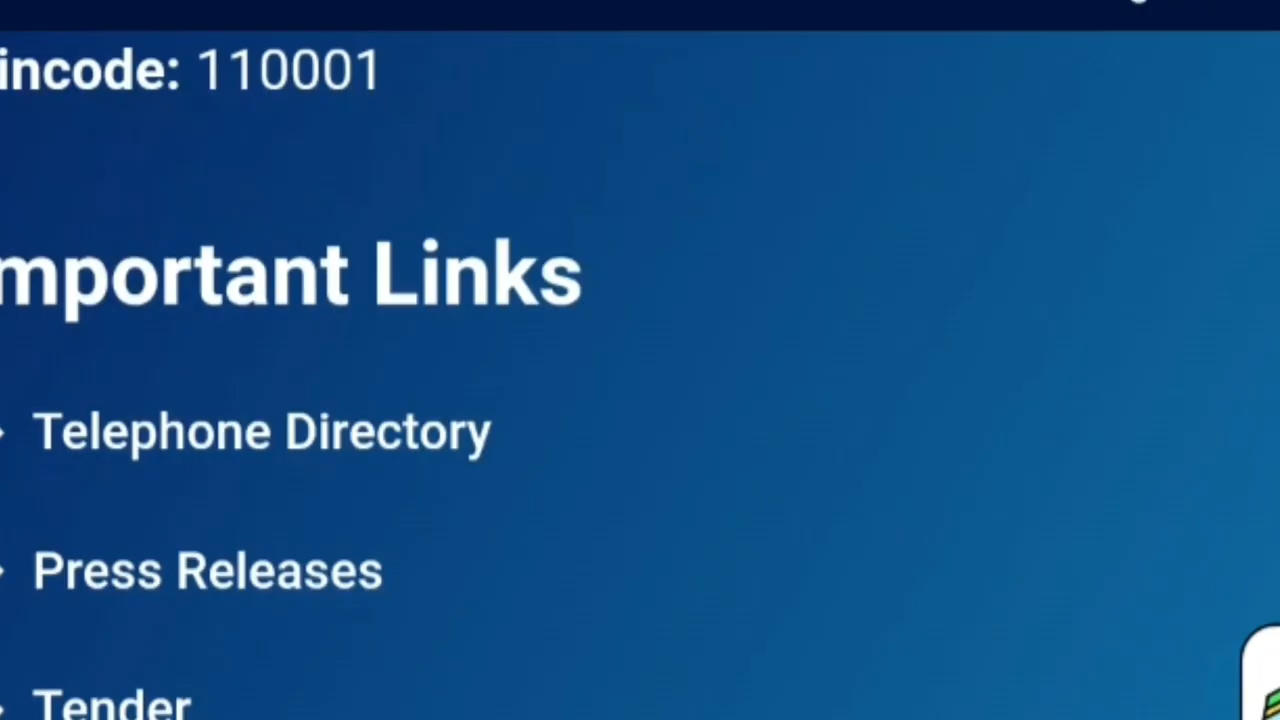 incode: 110001
mportant Links
Telephone Directory
Press Releases
Tender